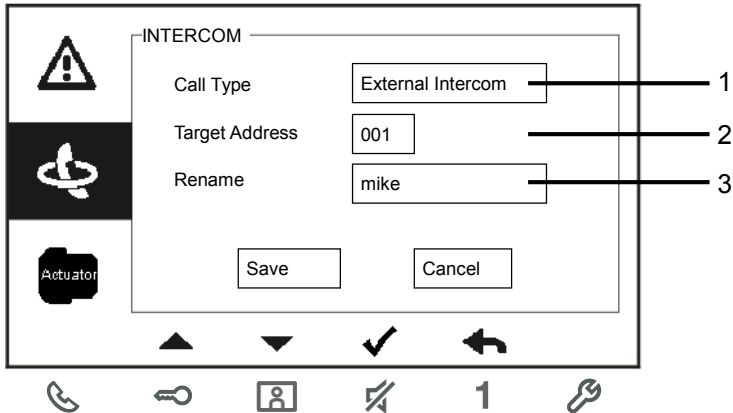 INTERCOM
Call Type External Intercom 1
Target Address 001 2
Rename mike 3
Save Cancel
Actuator
1